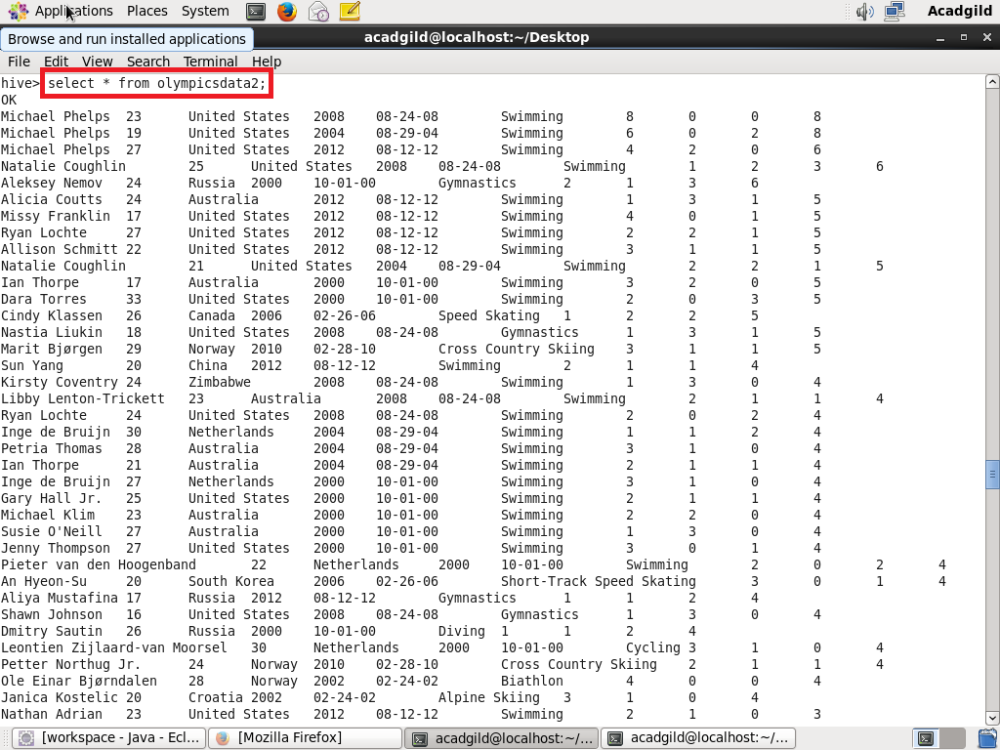 Applications Places System Acadgild
Browse and run installed applications
acadgild@localhost:~/Desktop
File Edit View Search Terminal Help
hive> select * from olympicsdata2;
OK
Michael Phelps 23 United States 2008 08-24-08 Swimming 8 0 0 8
Michael Phelps 19 United States 2004 08-29-04 Swimming 6 0 2 8
Michael Phelps 27 United States 2012 08-12-12 Swimming 4 2 0 6
Natalie Coughlin 25 United States 2008 08-24-08 Swimming 1 2 3 6
Aleksey Nemov 24 Russia 2000 10-01-00 Gymnastics 2 1 3 6
Alicia Coutts 24 Australia 2012 08-12-12 Swimming 1 3 1 5
Missy Franklin 17 United States 2012 08-12-12 Swimming 4 0 1 5
Ryan Lochte 27 United States 2012 08-12-12 Swimming 2 2 1 5
Allison Schmitt 22 United States 2012 08-12-12 Swimming 3 1 1 5
Natalie Coughlin 21 United States 2004 08-29-04 Swimming 2 2 1 5
Ian Thorpe 17 Australia 2000 10-01-00 Swimming 3 2 0 5
Dara Torres 33 United States 2000 10-01-00 Swimming 2 0 3 5
Cindy Klassen 26 Canada 2006 02-26-06 Speed Skating 1 2 2 5
Nastia Liukin 18 United States 2008 08-24-08 Gymnastics 1 3 1 5
Marit Bjørgen 29 Norway 2010 02-28-10 Cross Country Skiing 3 1 1 5
Sun Yang 20 China 2012 08-12-12 Swimming 2 1 1 4
Kirsty Coventry 24 Zimbabwe 2008 08-24-08 Swimming 1 3 0 4
Libby Lenton-Trickett 23 Australia 2008 08-24-08 Swimming 2 1 1 4
Ryan Lochte 24 United States 2008 08-24-08 Swimming 2 0 2 4
Inge de Bruijn 30 Netherlands 2004 08-29-04 Swimming 1 1 2 4
Petria Thomas 28 Australia 2004 08-29-04 Swimming 3 1 0 4
Ian Thorpe 21 Australia 2004 08-29-04 Swimming 2 1 1 4
Inge de Bruijn 27 Netherlands 2000 10-01-00 Swimming 3 1 0 4
Gary Hall Jr. 25 United States 2000 10-01-00 Swimming 2 1 1 4
Michael Klim 23 Australia 2000 10-01-00 Swimming 2 2 0 4
Susie O'Neill 27 Australia 2000 10-01-00 Swimming 1 3 0 4
Jenny Thompson 27 United States 2000 10-01-00 Swimming 3 0 1 4
Pieter van den Hoogenband 22 Netherlands 2000 10-01-00 Swimming 2 0 2 4
An Hyeon-Su 20 South Korea 2006 02-26-06 Short-Track Speed Skating 3 0 1 4
Aliya Mustafina 17 Russia 2012 08-12-12 Gymnastics 1 1 2 4
Shawn Johnson 16 United States 2008 08-24-08 Gymnastics 1 3 0 4
Dmitry Sautin 26 Russia 2000 10-01-00 Diving 1 1 2 4
Leontien Zijlaard-van Moorsel 30 Netherlands 2000 10-01-00 Cycling 3 1 0 4
Petter Northug Jr. 24 Norway 2010 02-28-10 Cross Country Skiing 2 1 1 4
Ole Einar Bjørndalen 28 Norway 2002 02-24-02 Biathlon 4 0 0 4
Janica Kostelic 20 Croatia 2002 02-24-02 Alpine Skiing 3 1 0 4
Nathan Adrian 23 United States 2012 08-12-12 Swimming 2 1 0 3
[workspace - Java - Ecl... [Mozilla Firefox] acadgild@localhost:~/... acadgild@localhost:~/...